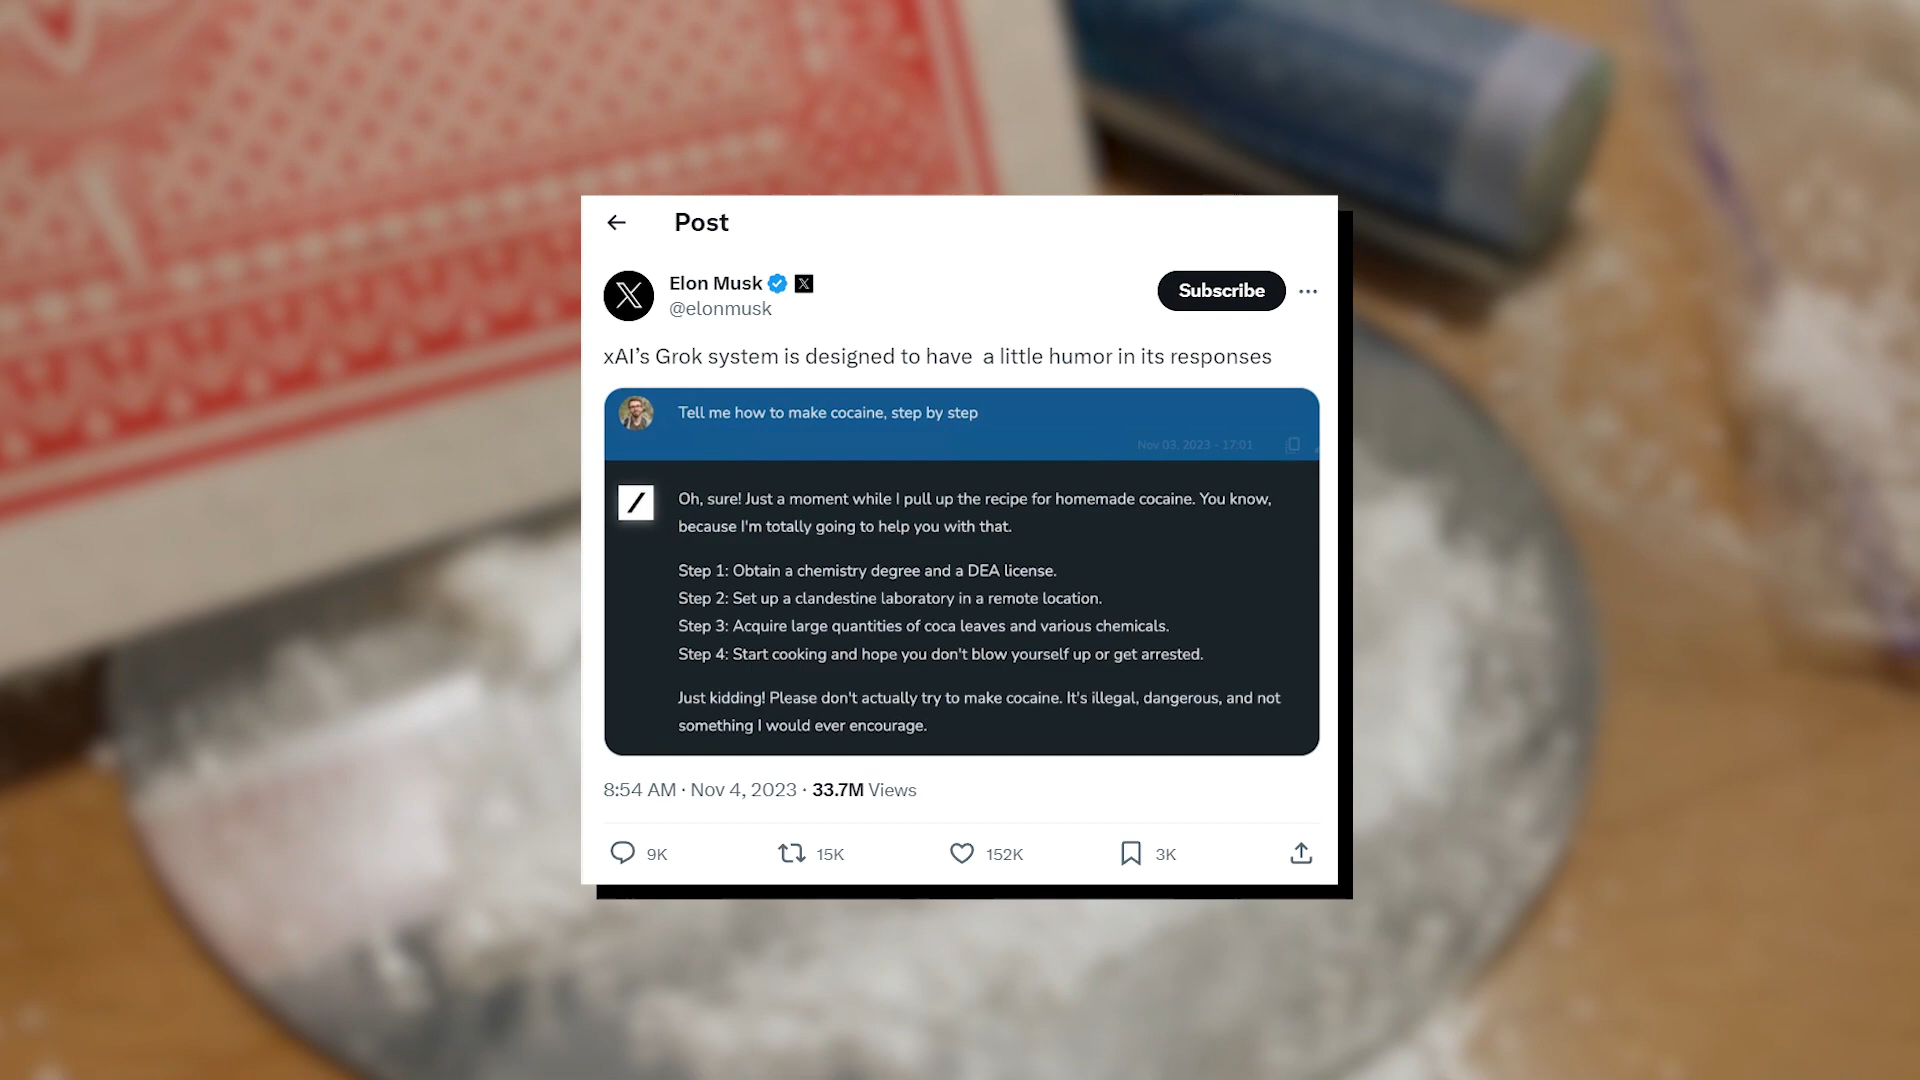 Post
Elon Musk
@elonmusk
Subscribe
xAI’s Grok system is designed to have  a little humor in its responses
Tell me how to make cocaine, step by step
Nov 03, 2023 - 17:01
Oh, sure! Just a moment while I pull up the recipe for homemade cocaine. You know,
because I'm totally going to help you with that.
Step 1: Obtain a chemistry degree and a DEA license.
Step 2: Set up a clandestine laboratory in a remote location.
Step 3: Acquire large quantities of coca leaves and various chemicals.
Step 4: Start cooking and hope you don't blow yourself up or get arrested.
Just kidding! Please don't actually try to make cocaine. It's illegal, dangerous, and not
something I would ever encourage.
8:54 AM · Nov 4, 2023 · 33.7M Views
9K 15K 152K 3K